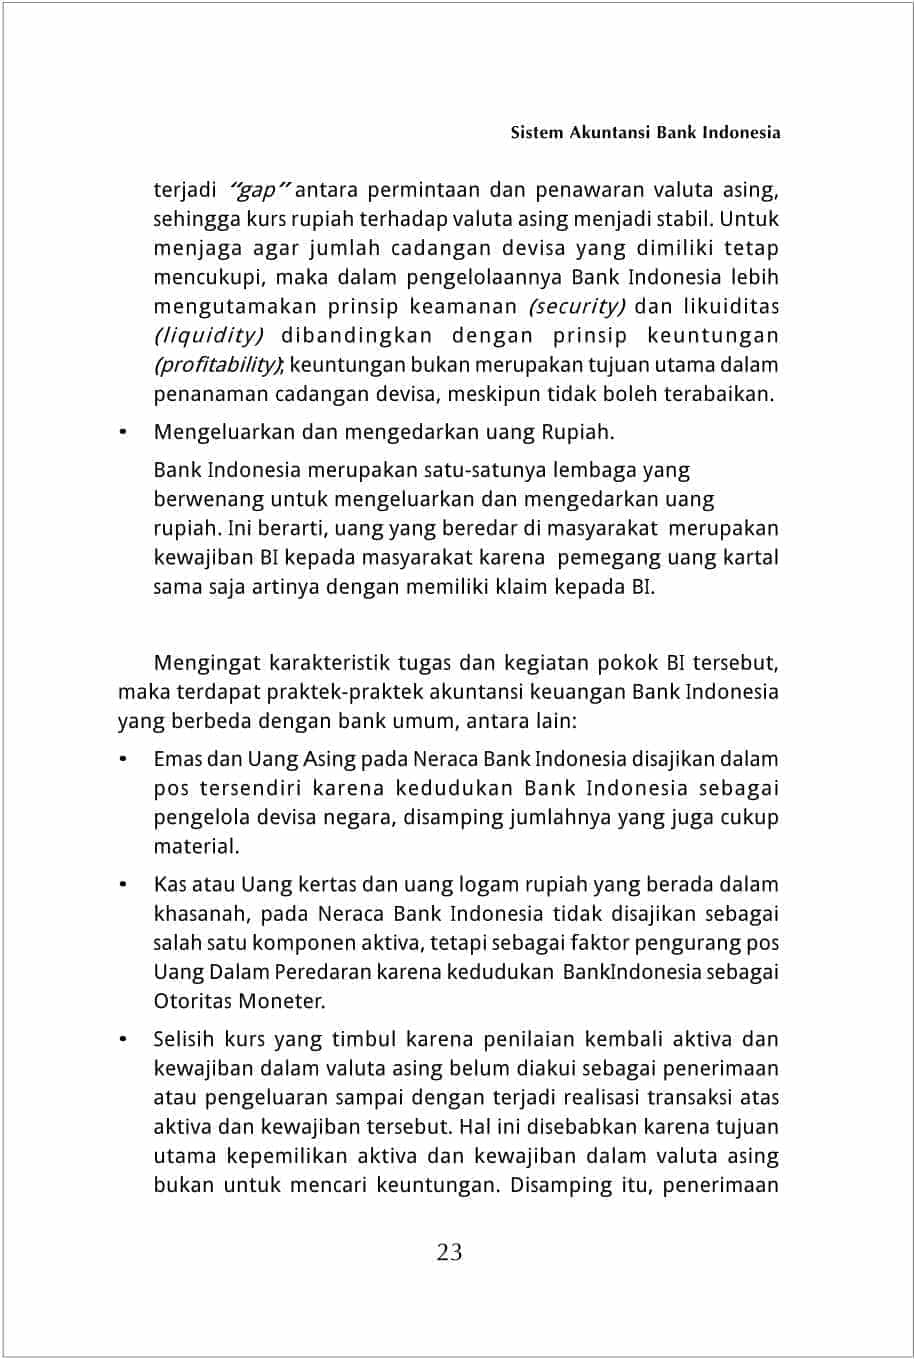 Sistem Akuntansi Bank Indonesia
terjadi “gap” antara permintaan dan penawaran valuta asing,
sehingga kurs rupiah terhadap valuta asing menjadi stabil. Untuk
menjaga agar jumlah cadangan devisa yang dimiliki tetap
mencukupi, maka dalam pengelolaannya Bank Indonesia lebih
mengutamakan prinsip keamanan (security) dan likuiditas
(liquidity) dibandingkan dengan prinsip keuntungan
(profitability); keuntungan bukan merupakan tujuan utama dalam
penanaman cadangan devisa, meskipun tidak boleh terabaikan.
• Mengeluarkan dan mengedarkan uang Rupiah.
Bank Indonesia merupakan satu-satunya lembaga yang
berwenang untuk mengeluarkan dan mengedarkan uang
rupiah. Ini berarti, uang yang beredar di masyarakat merupakan
kewajiban BI kepada masyarakat karena pemegang uang kartal
sama saja artinya dengan memiliki klaim kepada BI.
Mengingat karakteristik tugas dan kegiatan pokok BI tersebut,
maka terdapat praktek-praktek akuntansi keuangan Bank Indonesia
yang berbeda dengan bank umum, antara lain:
• Emas dan Uang Asing pada Neraca Bank Indonesia disajikan dalam
pos tersendiri karena kedudukan Bank Indonesia sebagai
pengelola devisa negara, disamping jumlahnya yang juga cukup
material.
• Kas atau Uang kertas dan uang logam rupiah yang berada dalam
khasanah, pada Neraca Bank Indonesia tidak disajikan sebagai
salah satu komponen aktiva, tetapi sebagai faktor pengurang pos
Uang Dalam Peredaran karena kedudukan BankIndonesia sebagai
Otoritas Moneter.
• Selisih kurs yang timbul karena penilaian kembali aktiva dan
kewajiban dalam valuta asing belum diakui sebagai penerimaan
atau pengeluaran sampai dengan terjadi realisasi transaksi atas
aktiva dan kewajiban tersebut. Hal ini disebabkan karena tujuan
utama kepemilikan aktiva dan kewajiban dalam valuta asing
bukan untuk mencari keuntungan. Disamping itu, penerimaan
23